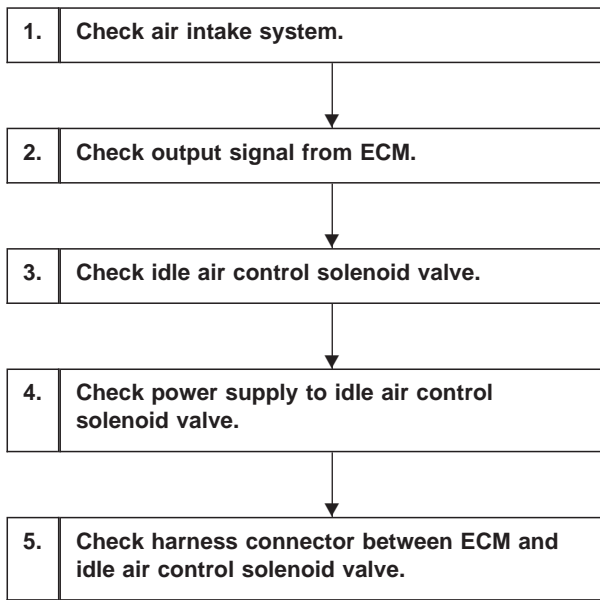 1. Check air intake system.
2. Check output signal from ECM.
3. Check idle air control solenoid valve.
4. Check power supply to idle air control
solenoid valve.
5. Check harness connector between ECM and
idle air control solenoid valve.